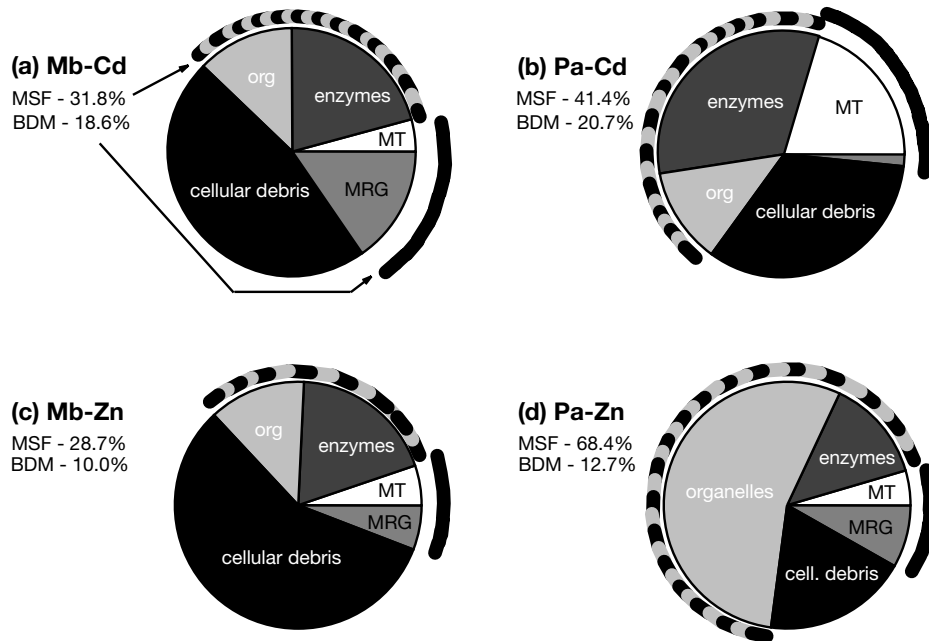 (a) Mb-Cd
MSF - 31.8%
BDM - 18.6%
org
enzymes
MT
MRG
cellular debris
(b) Pa-Cd
MSF - 41.4%
BDM - 20.7%
enzymes
MT
org
cellular debris
(c) Mb-Zn
MSF - 28.7%
BDM - 10.0%
org
enzymes
MT
MRG
cellular debris
(d) Pa-Zn
MSF - 68.4%
BDM - 12.7%
enzymes
organelles
MT
MRG
cell. debris